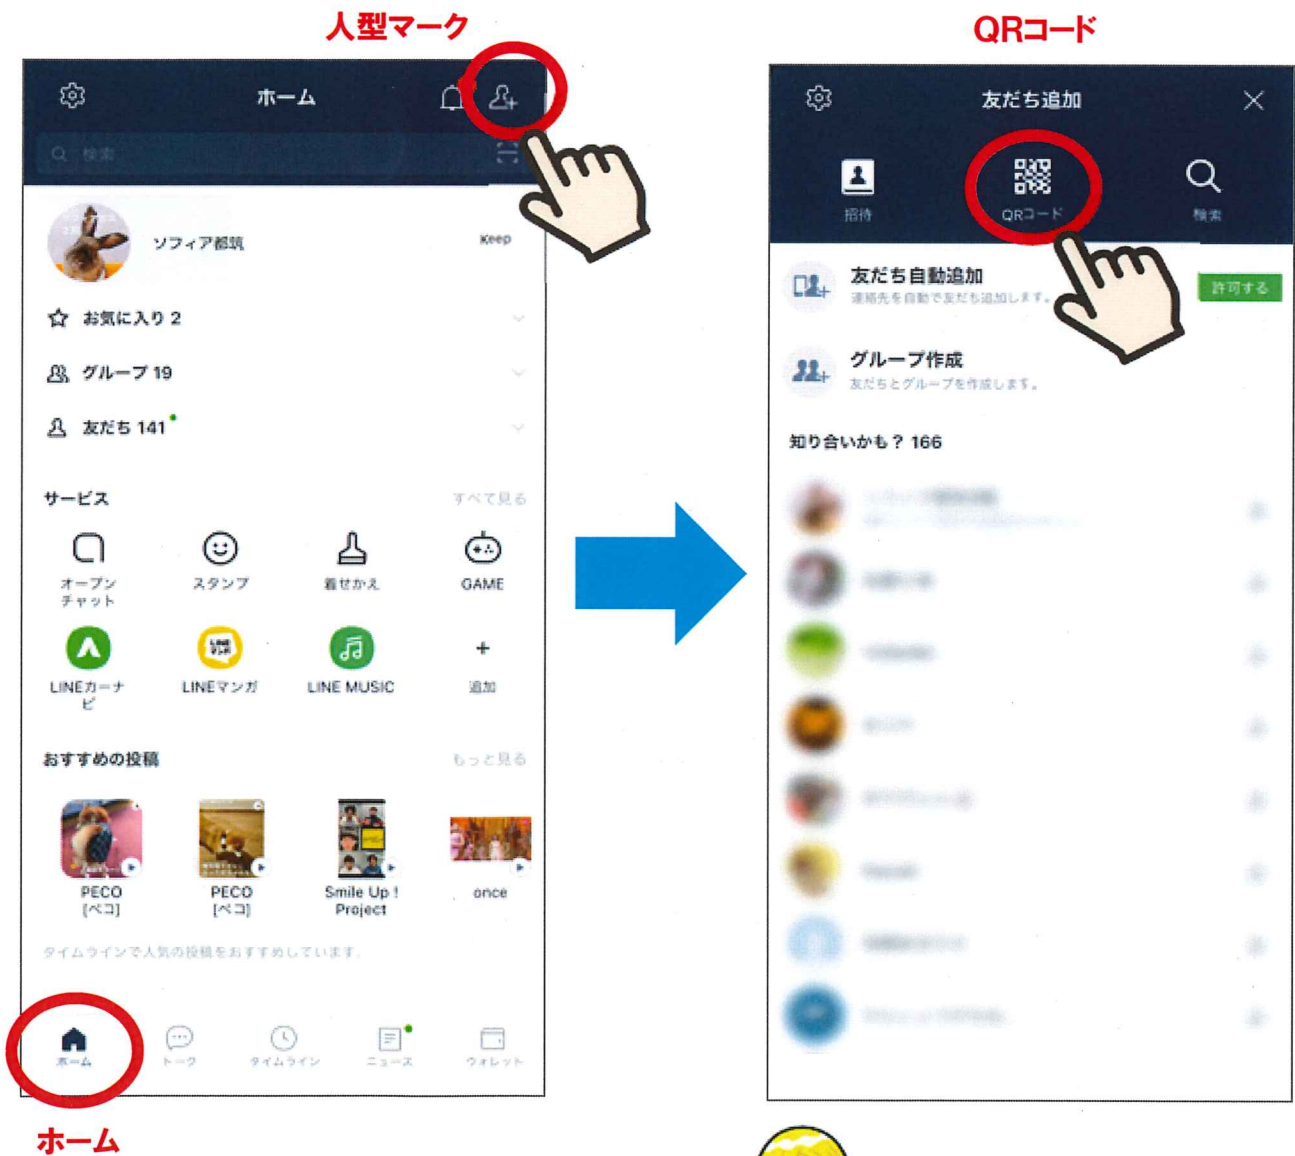 人型マーク
QRコード
ホーム
検索
ソフィア都筑
Keep
お気に入り 2
グループ 19
友だち 141
サービス
すべて見る
オープン
チャット
スタンプ
着せかえ
GAME
LINEカーナ
ビ
LINEマンガ
LINE MUSIC
追加
おすすめの投稿
もっと見る
PECO
[ペコ]
PECO
[ペコ]
Smile Up !
Project
once
タイムラインで人気の投稿をおすすめしています。
ホーム
トーク
タイムライン
ニュース
ウォレット
ホーム
友だち追加
招待
QRコード
検索
友だち自動追加
連絡先を自動で友だち追加します。
許可する
グループ作成
友だちとグループを作成します。
知り合いかも？ 166